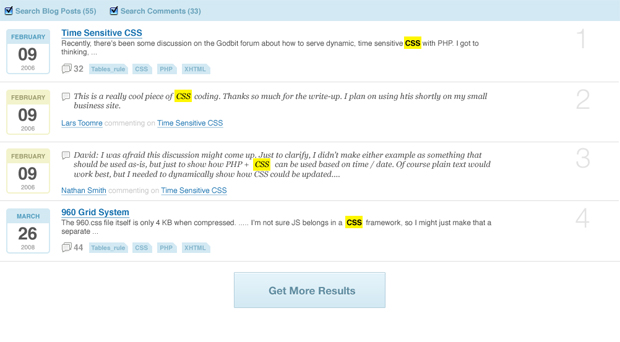 Search Blog Posts (55) Search Comments (33)
FEBRUARY
09
2008
Time Sensitive CSS
Recently, there's been some discussion on the Godbit forum about how to serve dynamic, time sensitive CSS with PHP. I got to
thinking, ...
32 Tables_rule CSS PHP XHTML
1
FEBRUARY
09
2008
This is a really cool piece of CSS coding. Thanks so much for the write-up. I plan on using htis shortly on my small
business site.
Lars Toomre commenting on Time Sensitive CSS
2
FEBRUARY
09
2008
David: I was afraid this discussion might come up. Just to clarify, I didn't make either example as something that
should be used as-is, but just to show how PHP + CSS can be used based on time / date. Of course plain text would
work best, but I needed to dynamically show how CSS could be updated....
Nathan Smith commenting on Time Sensitive CSS
3
MARCH
26
2008
960 Grid System
The 960.css file itself is only 4 KB when compressed. ..... I'm not sure JS belongs in a CSS framework, so I might just make that a
separate ...
44 Tables_rule CSS PHP XHTML
4
Get More Results